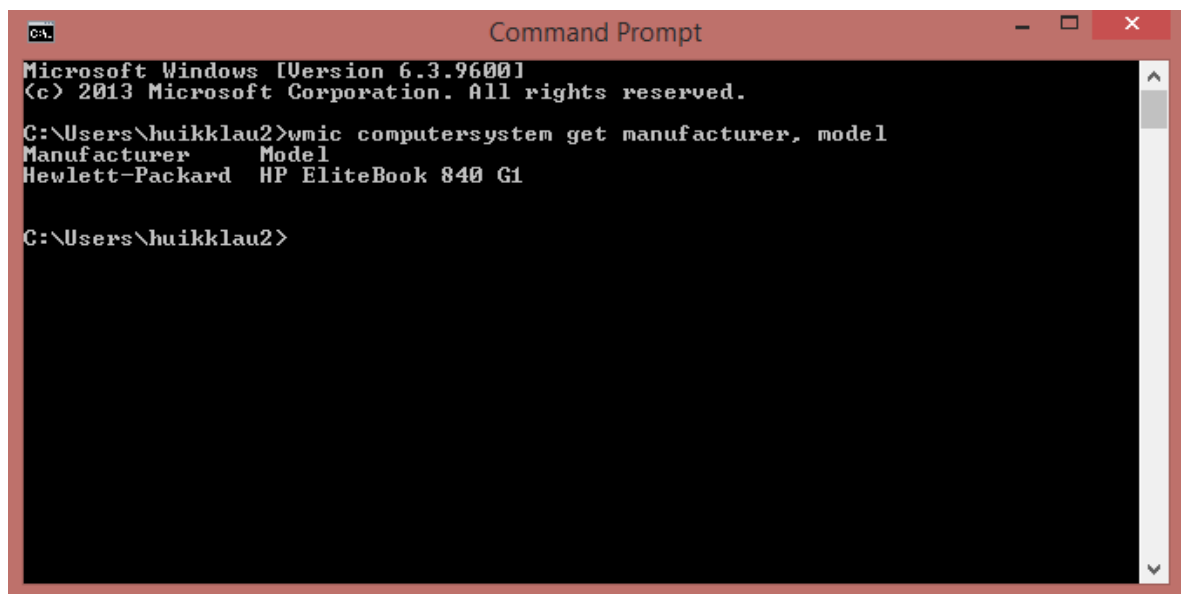 Command Prompt
Microsoft Windows [Version 6.3.9600]
(c) 2013 Microsoft Corporation. All rights reserved.
C:\Users\huikklau2>wmic computersystem get manufacturer, model
Manufacturer     Model
Hewlett-Packard  HP EliteBook 840 G1
C:\Users\huikklau2>